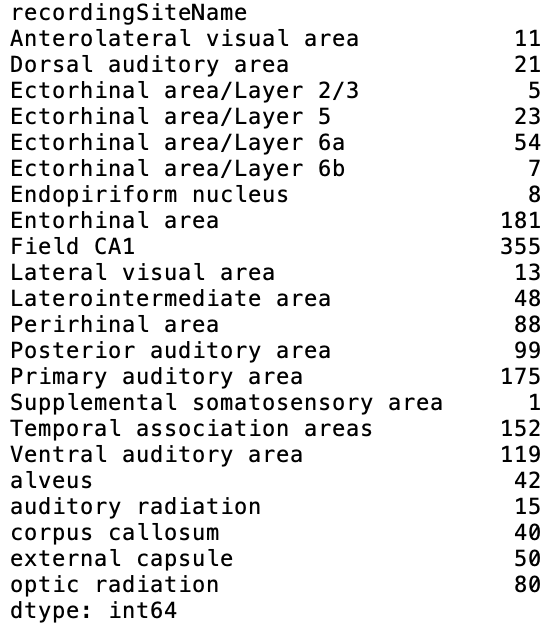 recordingSiteName
Anterolateral visual area 11
Dorsal auditory area 21
Ectorhinal area/Layer 2/3 5
Ectorhinal area/Layer 5 23
Ectorhinal area/Layer 6a 54
Ectorhinal area/Layer 6b 7
Endopiriform nucleus 8
Entorhinal area 181
Field CA1 355
Lateral visual area 13
Laterointermediate area 48
Perirhinal area 88
Posterior auditory area 99
Primary auditory area 175
Supplemental somatosensory area 1
Temporal association areas 152
Ventral auditory area 119
alveus 42
auditory radiation 15
corpus callosum 40
external capsule 50
optic radiation 80
dtype: int64